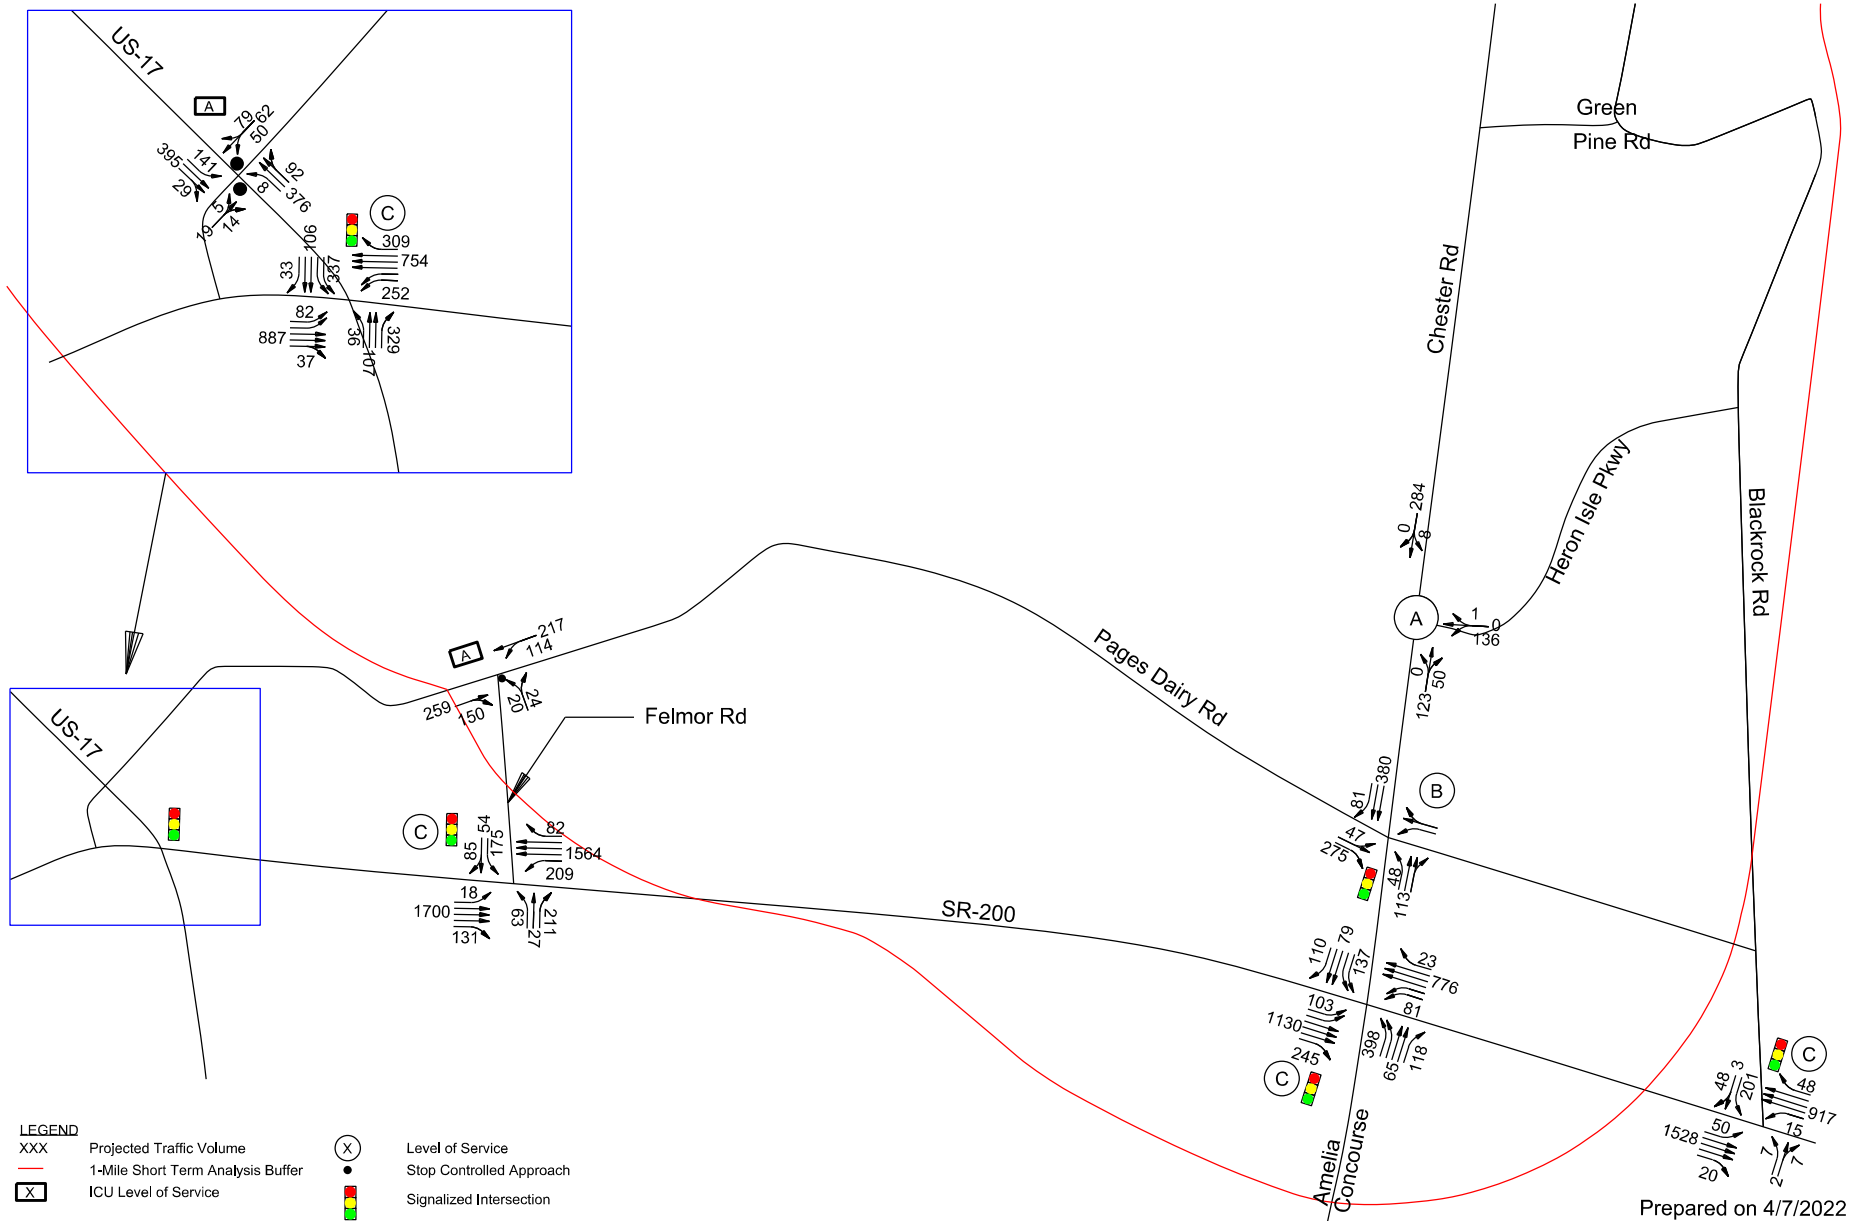 US-17
A
79
62
50
395
141
29
92
8
376
5
19
14
C
106
33
337
309
754
252
82
887
37
36
107
329
Green
Pine Rd
Chester Rd
Heron Isle Pkwy
Blackrock Rd
284
0
8
A
1
0
136
0
50
123
Pages Dairy Rd
A
217
114
259
150
20
24
Felmor Rd
US-17
C
54
85
175
82
1564
209
18
1700
131
63
27
211
SR-200
380
81
B
47
275
48
113
110
79
137
23
776
81
103
1130
245
398
65
118
C
Amelia
Concourse
C
48
3
201
48
917
15
50
1528
20
7
2
7
LEGEND
XXX Projected Traffic Volume
1-Mile Short Term Analysis Buffer
X ICU Level of Service
X Level of Service
Stop Controlled Approach
Signalized Intersection
Prepared on 4/7/2022